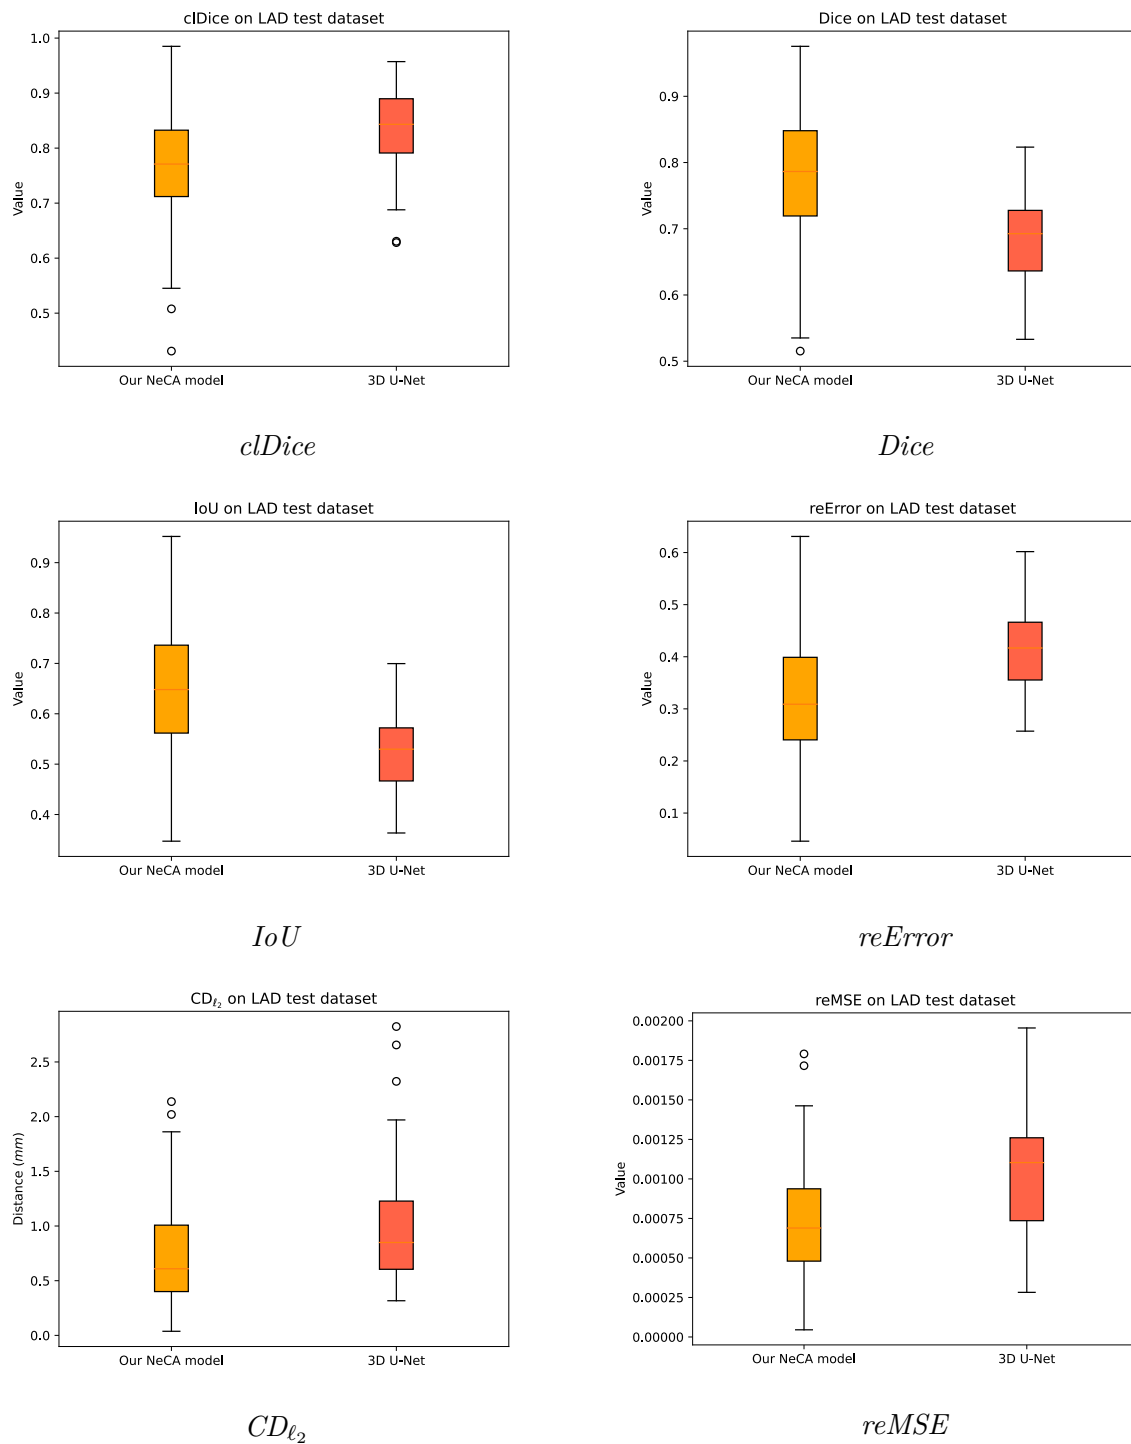 clDice on LAD test dataset
1.0
0.9
0.8
0.7
0.6
0.5
Value
Our NeCA model 3D U-Net
clDice
Dice on LAD test dataset
0.9
0.8
0.7
0.6
0.5
Value
Our NeCA model 3D U-Net
Dice
IoU on LAD test dataset
0.9
0.8
0.7
0.6
0.5
0.4
Value
Our NeCA model 3D U-Net
IoU
reError on LAD test dataset
0.6
0.5
0.4
0.3
0.2
0.1
Value
Our NeCA model 3D U-Net
reError
CDℓ₂ on LAD test dataset
2.5
2.0
1.5
1.0
0.5
0.0
Distance (mm)
Our NeCA model 3D U-Net
CDℓ₂
reMSE on LAD test dataset
0.00200
0.00175
0.00150
0.00125
0.00100
0.00075
0.00050
0.00025
0.00000
Value
Our NeCA model 3D U-Net
reMSE